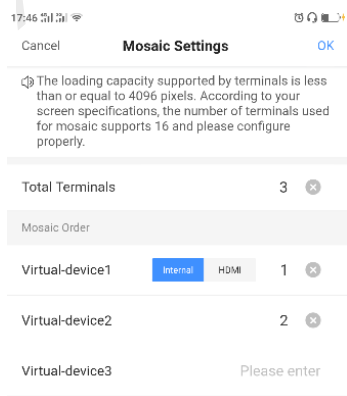 17:46
Cancel Mosaic Settings OK
The loading capacity supported by terminals is less
than or equal to 4096 pixels. According to your
screen specifications, the number of terminals used
for mosaic supports 16 and please configure
properly.
Total Terminals 3
Mosaic Order
Virtual-device1 Internal HDMI 1
Virtual-device2 2
Virtual-device3 Please enter